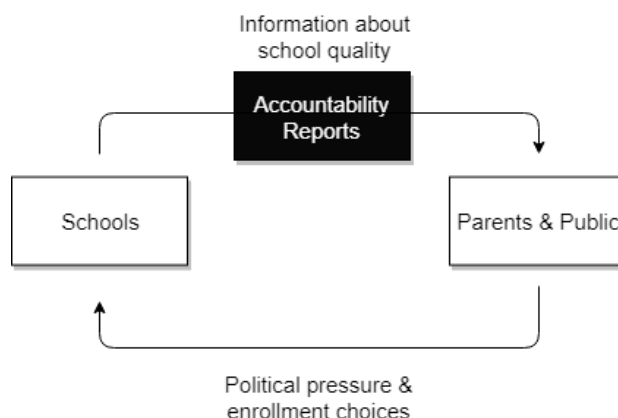 Information about
school quality
Accountability
Reports
Schools
Parents & Public
Political pressure &
enrollment choices